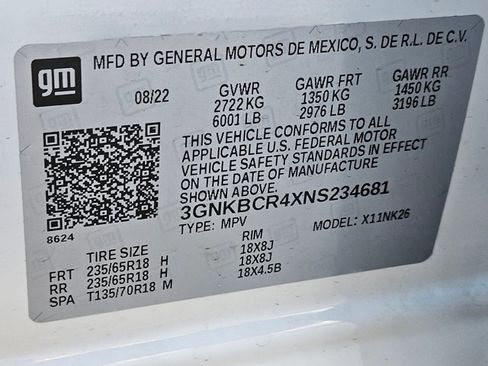 gm
MFD BY GENERAL MOTORS DE MEXICO, S. DE R.L. DE C.V.
08/22 GVWR GAWR FRT GAWR RR
2722 KG 1350 KG 1450 KG
6001 LB 2976 LB 3196 LB
THIS VEHICLE CONFORMS TO ALL
APPLICABLE U.S. FEDERAL MOTOR
VEHICLE SAFETY STANDARDS IN EFFECT
ON THE DATE OF MANUFACTURE
SHOWN ABOVE.
3GNKBCR4XNS234681
8624 TYPE: MPV MODEL: X11NK26
TIRE SIZE RIM
FRT 235/65R18 H 18X8J
RR 235/65R18 H 18X8J
SPA T135/70R18 M 18X4.5B